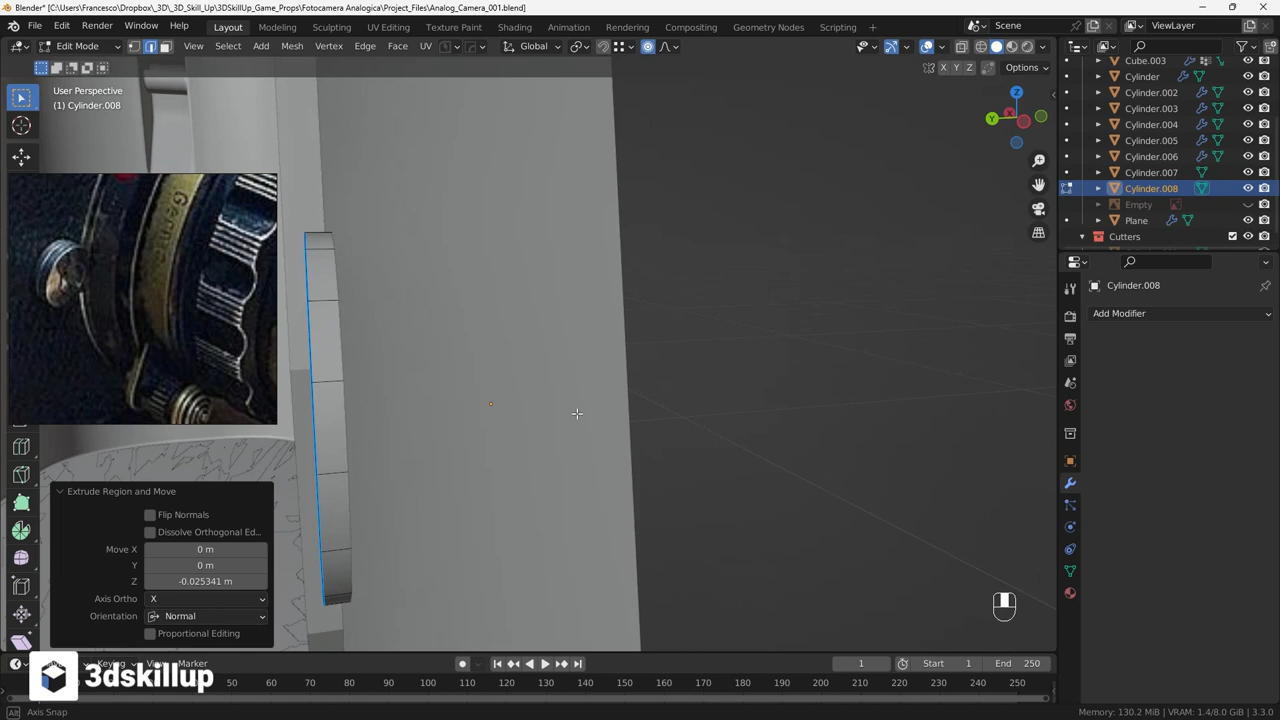 Blender* [C:\Users\Francesco\Dropbox\_3D\_3D_Skill_Up\3DSkillUp_Game_Props\Fotocamera Analogica\Project_Files\Analog_Camera_001.blend]
File Edit Render Window Help Layout Modeling Sculpting UV Editing Texture Paint Shading Animation Rendering Compositing Geometry Nodes Scripting Scene ViewLayer
Edit Mode View Select Add Mesh Vertex Edge Face UV Global
X Y Z Options
User Perspective
(1) Cylinder.008
Z
Y
X
Germ
Cube.003
Cylinder
Cylinder.002
Cylinder.003
Cylinder.004
Cylinder.005
Cylinder.006
Cylinder.007
Cylinder.008
Empty
Plane
Cutters
Cylinder.008
Add Modifier
Extrude Region and Move
Flip Normals
Dissolve Orthogonal Ed...
Move X 0 m
Y 0 m
Z -0.025341 m
Axis Ortho X
Orientation Normal
Proportional Editing
Keying View Marker
1 Start 1 End 250
50 60 70 80 90 100 110 120 130 140 150 160 170 180 190 200 210 220 230 240 250
3dskillup
Alt Axis Snap
Memory: 130.2 MiB | VRAM: 1.4/8.0 GiB | 3.3.0